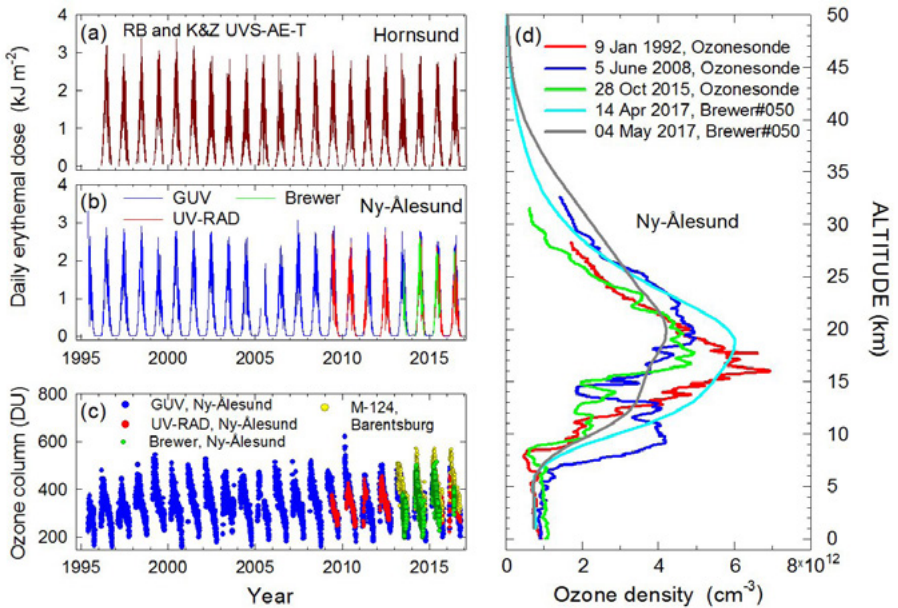 (a) RB and K&Z UVS-AE-T Hornsund
4
3
2
1
0
Daily erythemal dose (kJ m⁻²)
(b) GUV Brewer Ny-Ålesund
UV-RAD
4
3
2
1
0
1995 2000 2005 2010 2015
(c) GUV, Ny-Ålesund M-124,
UV-RAD, Ny-Ålesund Barentsburg
Brewer, Ny-Ålesund
800
600
400
200
Ozone column (DU)
1995 2000 2005 2010 2015
Year
(d)
9 Jan 1992, Ozonesonde
5 June 2008, Ozonesonde
28 Oct 2015, Ozonesonde
14 Apr 2017, Brewer#050
04 May 2017, Brewer#050
Ny-Ålesund
50
45
40
35
30
25
20
15
10
5
0
ALTITUDE (km)
0 2 4 6 8×10¹²
Ozone density (cm⁻³)